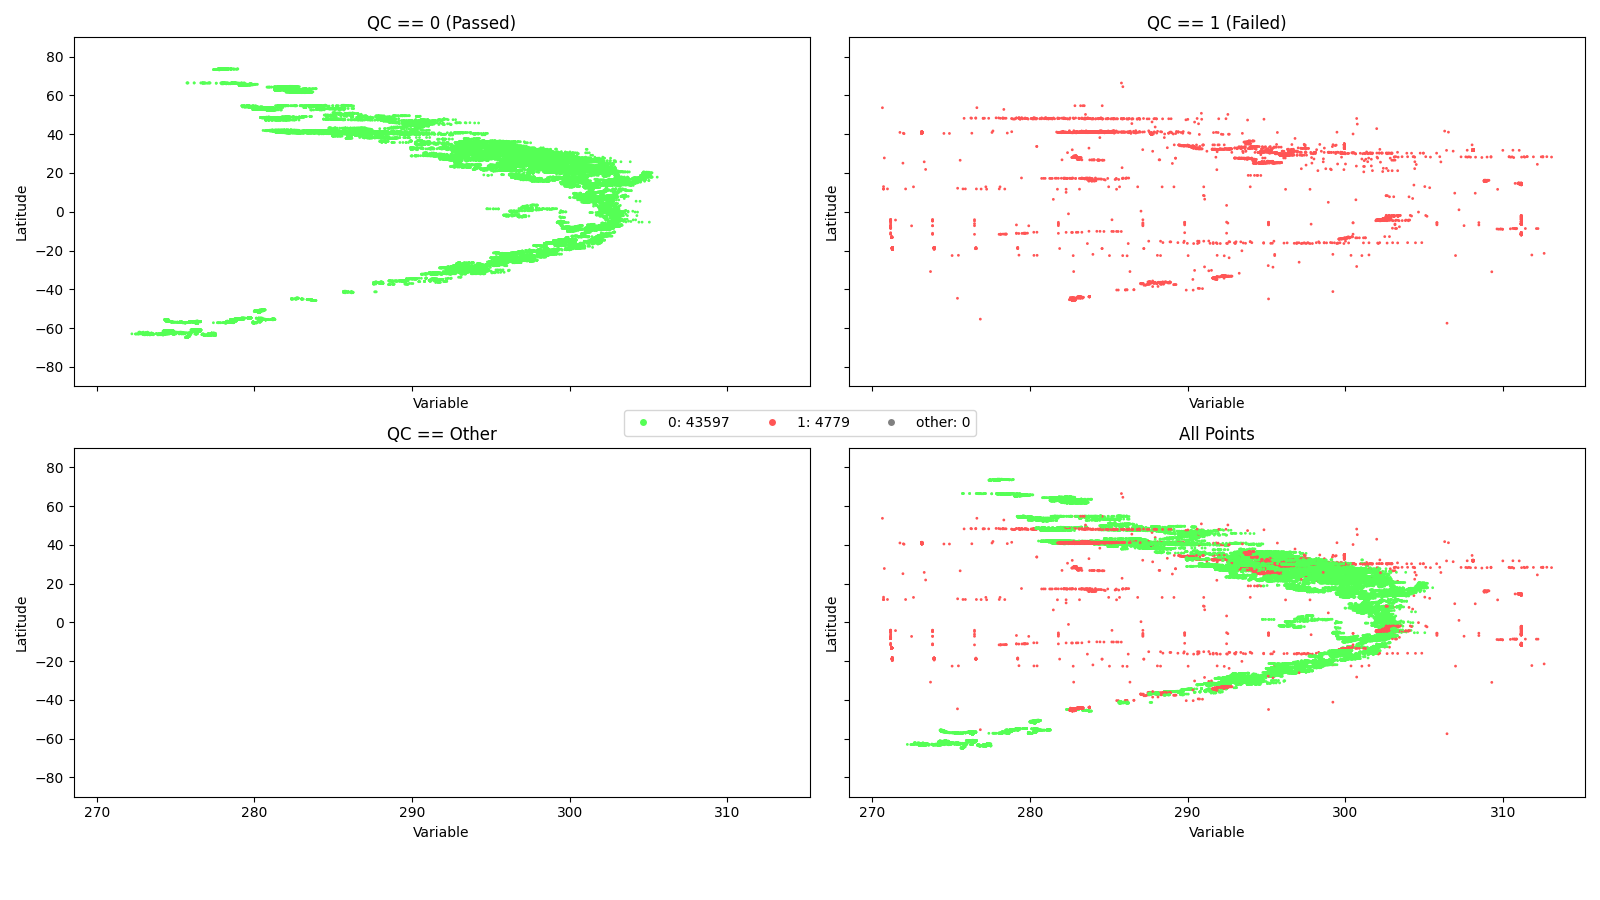 QC == 0 (Passed)
QC == 1 (Failed)
80
60
40
20
0
−20
−40
−60
−80
Latitude
Latitude
Variable
Variable
0: 43597 1: 4779 other: 0
QC == Other
All Points
80
60
40
20
0
−20
−40
−60
−80
Latitude
Latitude
270 280 290 300 310
270 280 290 300 310
Variable
Variable